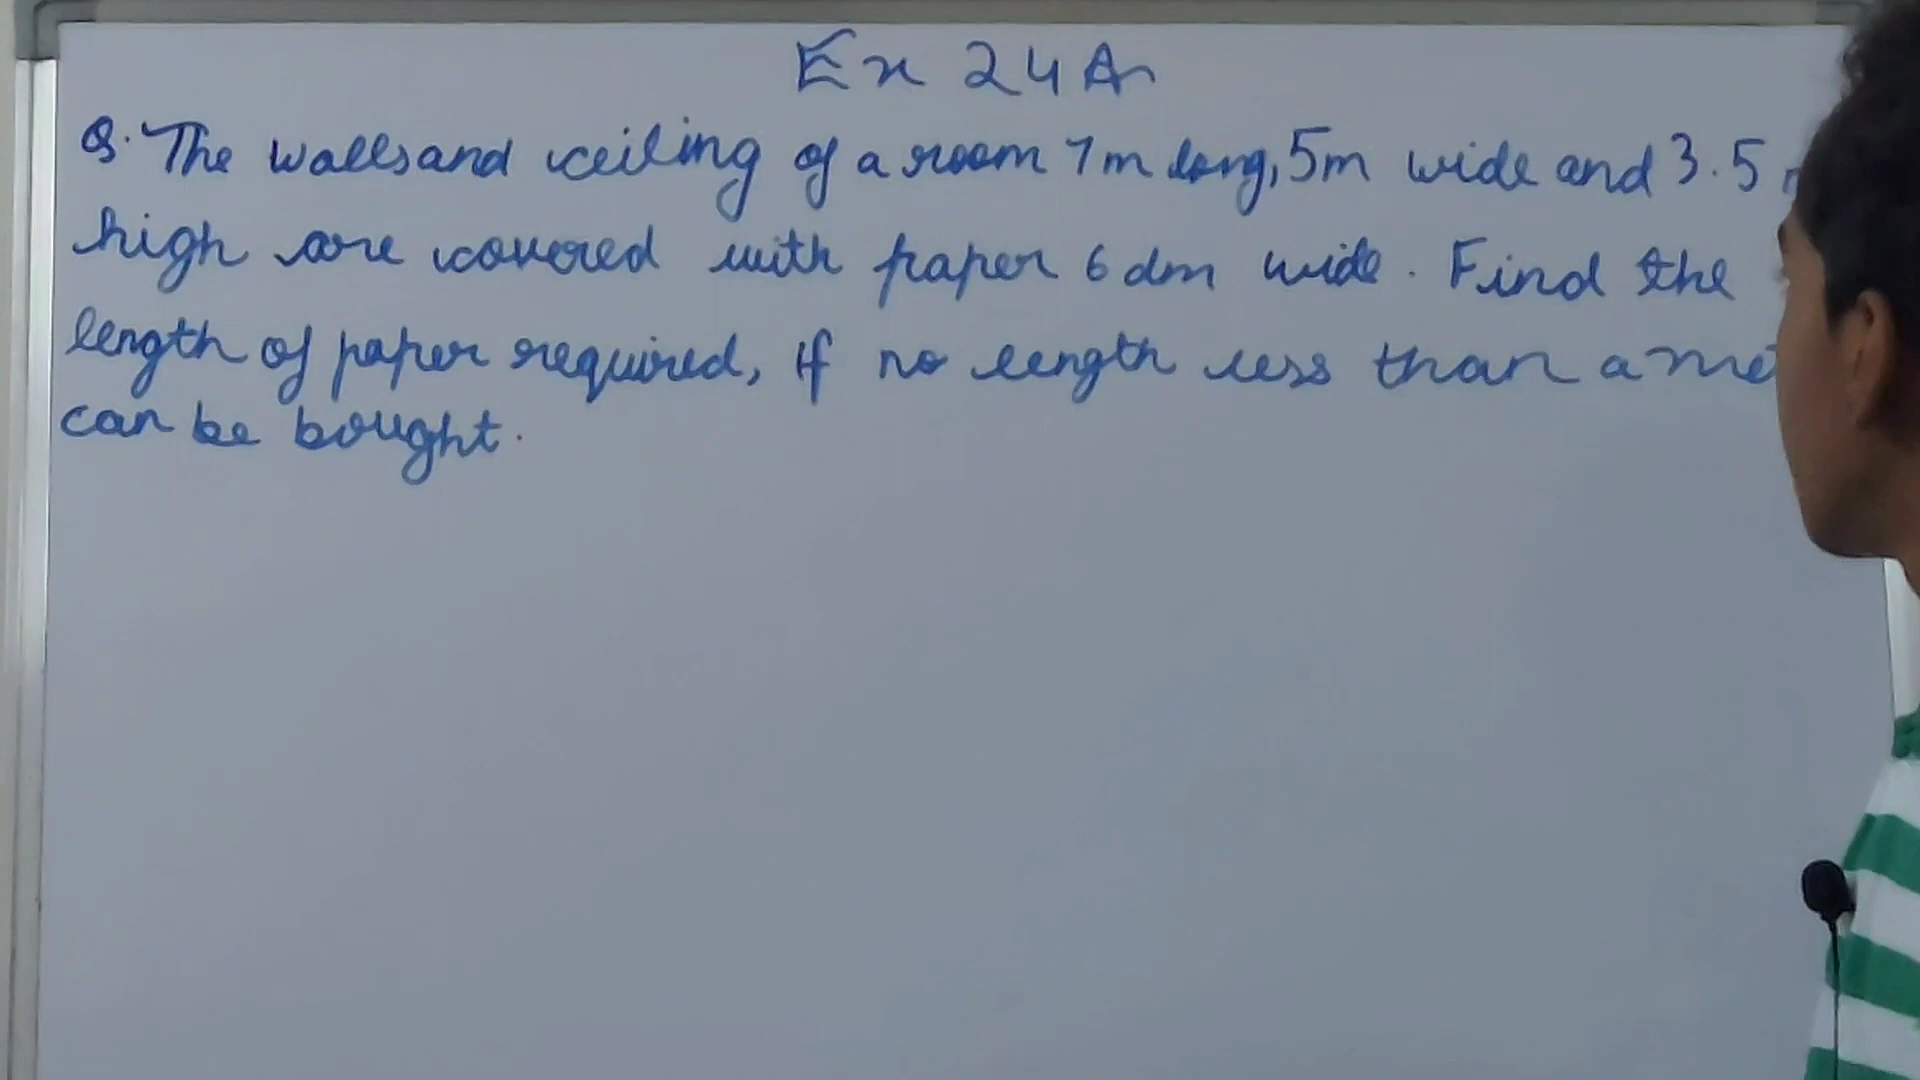 Ex 24A
Q. The walls and ceiling of a room 7m long, 5m wide and 3.5
high are covered with paper 6 dm wide. Find the
length of paper required, if no length less than a me
can be bought.